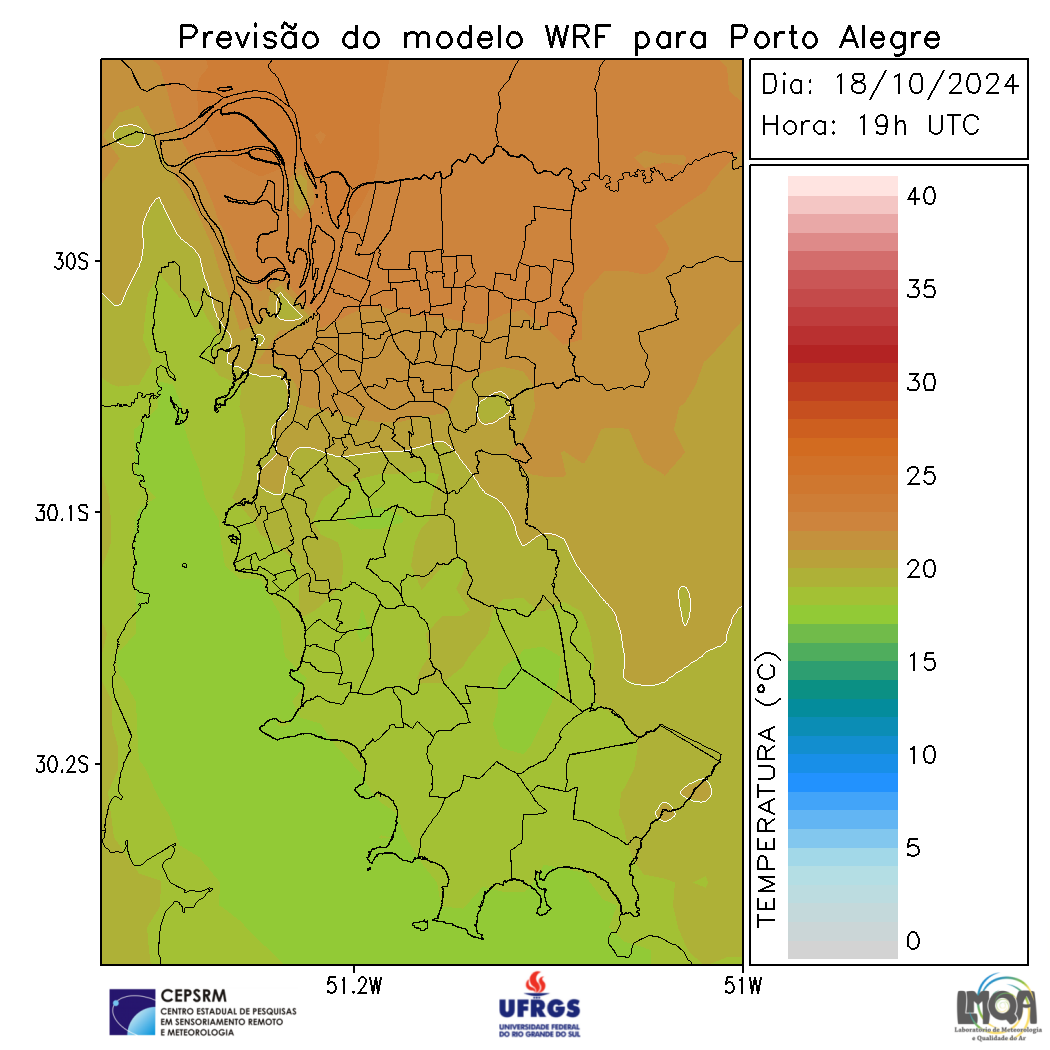 Previsão do modelo WRF para Porto Alegre
Dia: 18/10/2024
Hora: 19h UTC
30S
30.1S
30.2S
51.2W
51W
TEMPERATURA (°C)
40
35
30
25
20
15
10
5
0
CEPSRM
CENTRO ESTADUAL DE PESQUISAS
EM SENSORIAMENTO REMOTO
E METEOROLOGIA
UFRGS
UNIVERSIDADE FEDERAL
DO RIO GRANDE DO SUL
LMQA
Laboratório de Meteorologia
e Qualidade do Ar